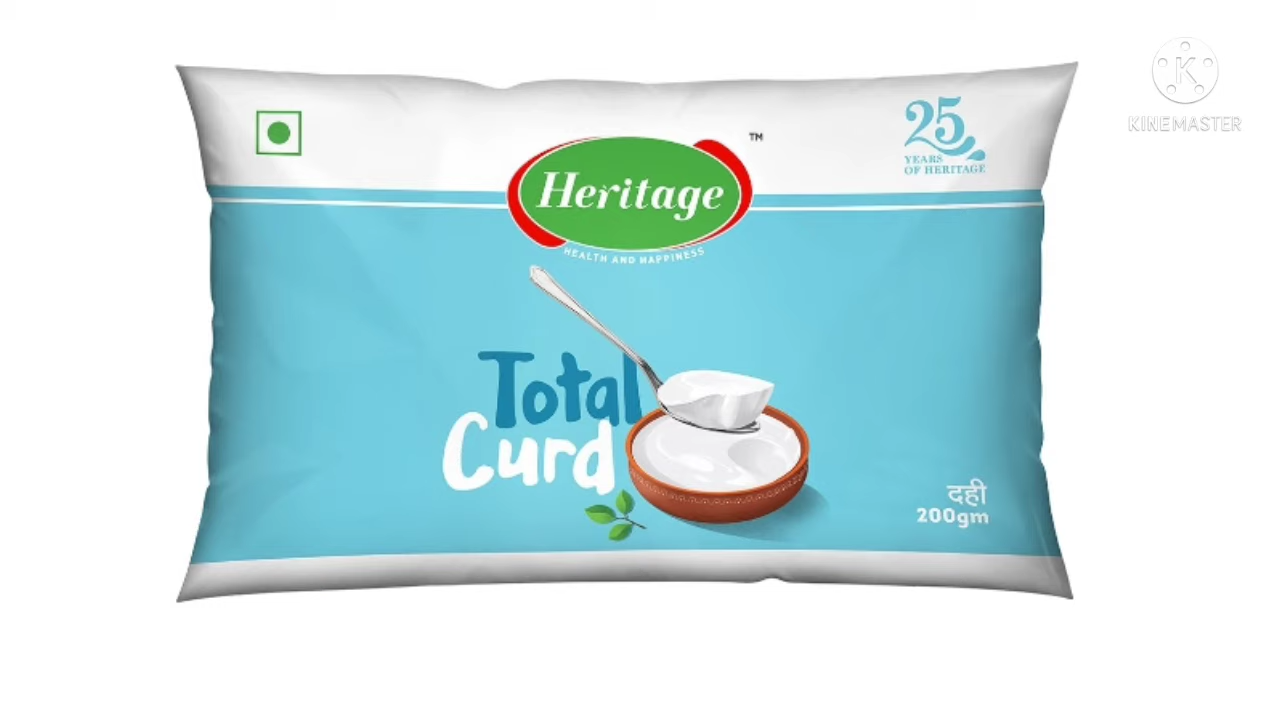 25
YEARS
OF HERITAGE
KINEMASTER
TM
Heritage
HEALTH AND HAPPINESS
Total
Curd
दही
200gm